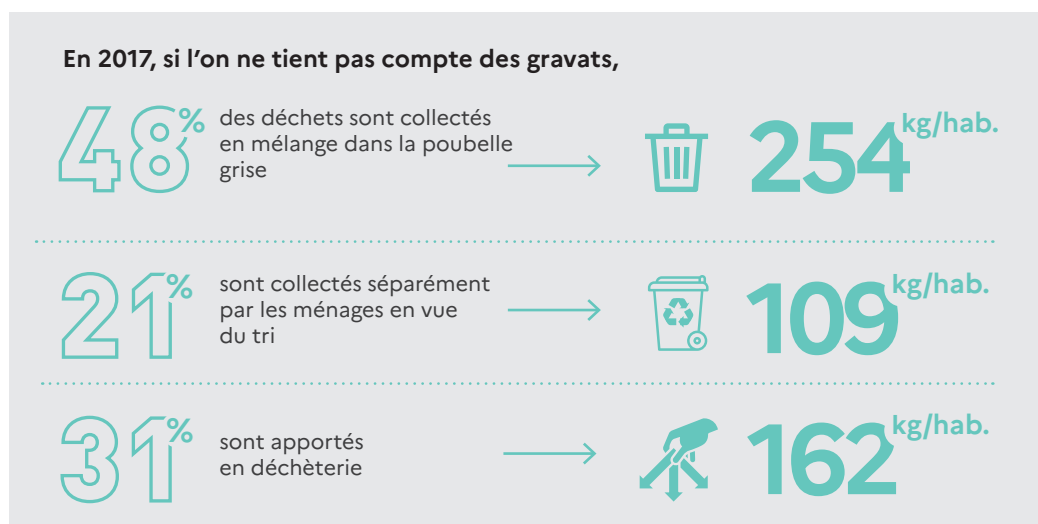 En 2017, si l'on ne tient pas compte des gravats,
48%
des déchets sont collectés
en mélange dans la poubelle
grise
254 kg/hab.
21%
sont collectés séparément
par les ménages en vue
du tri
109 kg/hab.
31%
sont apportés
en déchèterie
162 kg/hab.